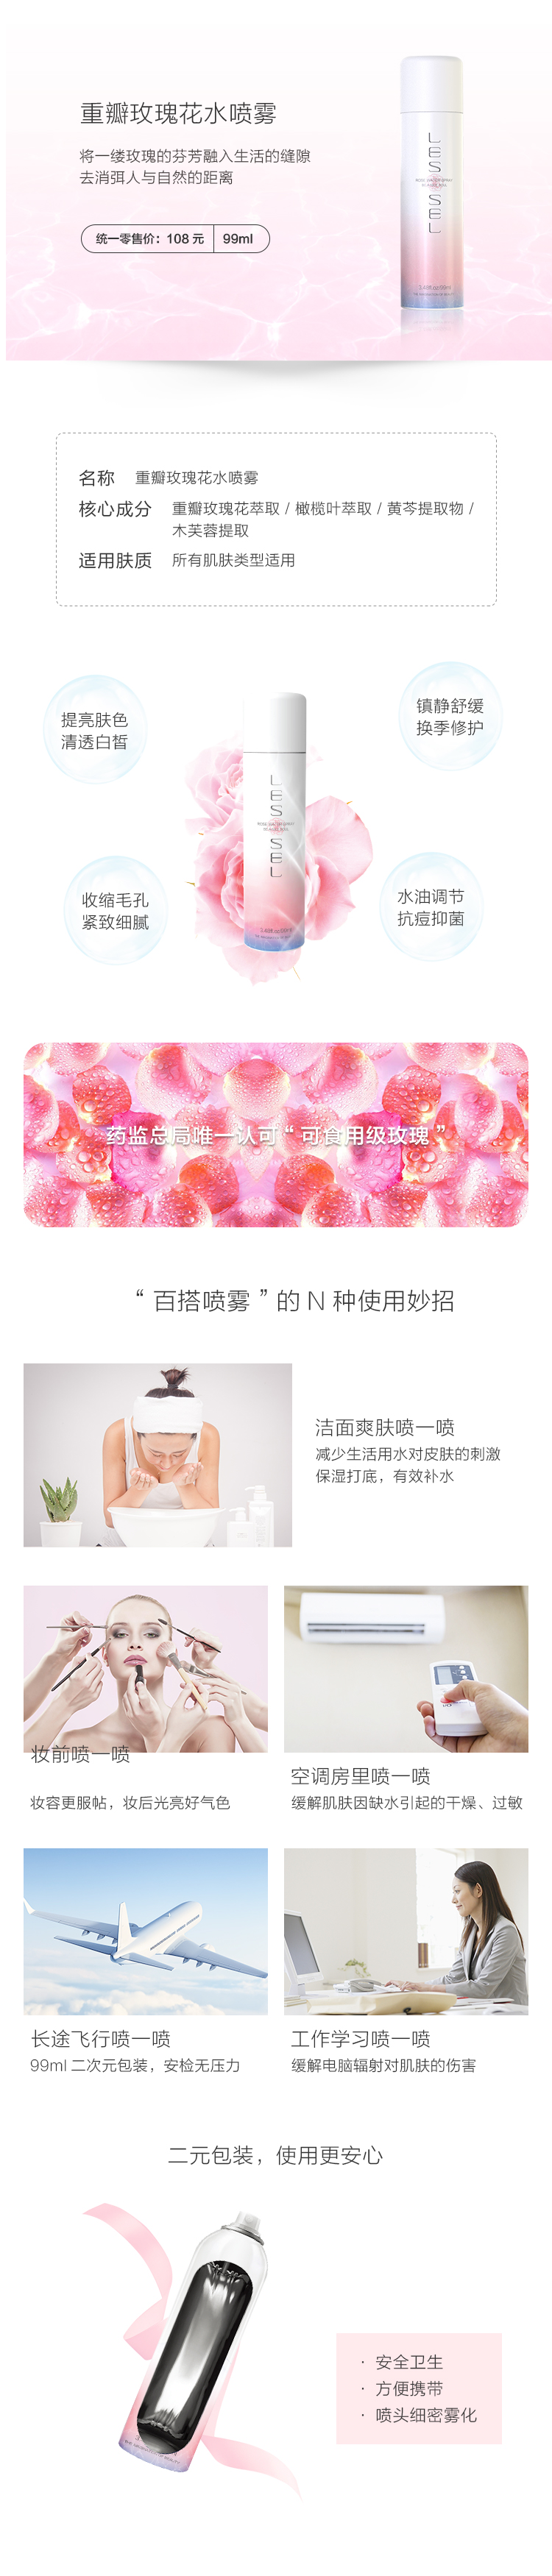 重瓣玫瑰花水喷雾
将一缕玫瑰的芬芳融入生活的缝隙
去消弭人与自然的距离
统一零售价：108 元 99ml
LESSEL
3.4Ifl oz/99ml
名称 重瓣玫瑰花水喷雾
核心成分 重瓣玫瑰花萃取 / 橄榄叶萃取 / 黄芩提取物 /
木芙蓉提取
适用肤质 所有肌肤类型适用
提亮肤色
清透白皙
镇静舒缓
换季修护
LESSEL
收缩毛孔
紧致细腻
水油调节
抗痘抑菌
药监总局唯一认可“可食用级玫瑰”
“百搭喷雾”的 N 种使用妙招
洁面爽肤喷一喷
减少生活用水对皮肤的刺激
保湿打底，有效补水
妆前喷一喷
妆容更服帖，妆后光亮好气色
空调房里喷一喷
缓解肌肤因缺水引起的干燥、过敏
长途飞行喷一喷
99ml 二次元包装，安检无压力
工作学习喷一喷
缓解电脑辐射对肌肤的伤害
二元包装，使用更安心
· 安全卫生
· 方便携带
· 喷头细密雾化